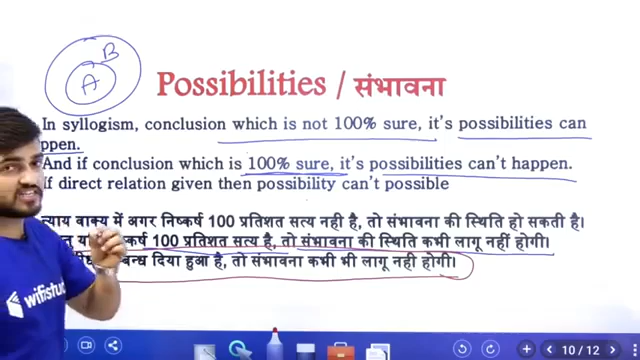 B
A
Possibilities / संभावना
In syllogism, conclusion which is not 100% sure, it's possibilities can
ppen.
And if conclusion which is 100% sure, it's possibilities can't happen.
If direct relation given then possibility can't possible
न्याय वाक्य में अगर निष्कर्ष 100 प्रतिशत सत्य नही है, तो संभावना की स्थिति हो सकती है।
100 प्रतिशत सत्य है, तो संभावना की स्थिति कभी लागू नहीं होगी।
दिया हुआ है, तो संभावना कभी भी लागू नही होगी।
wifistud
10 / 12